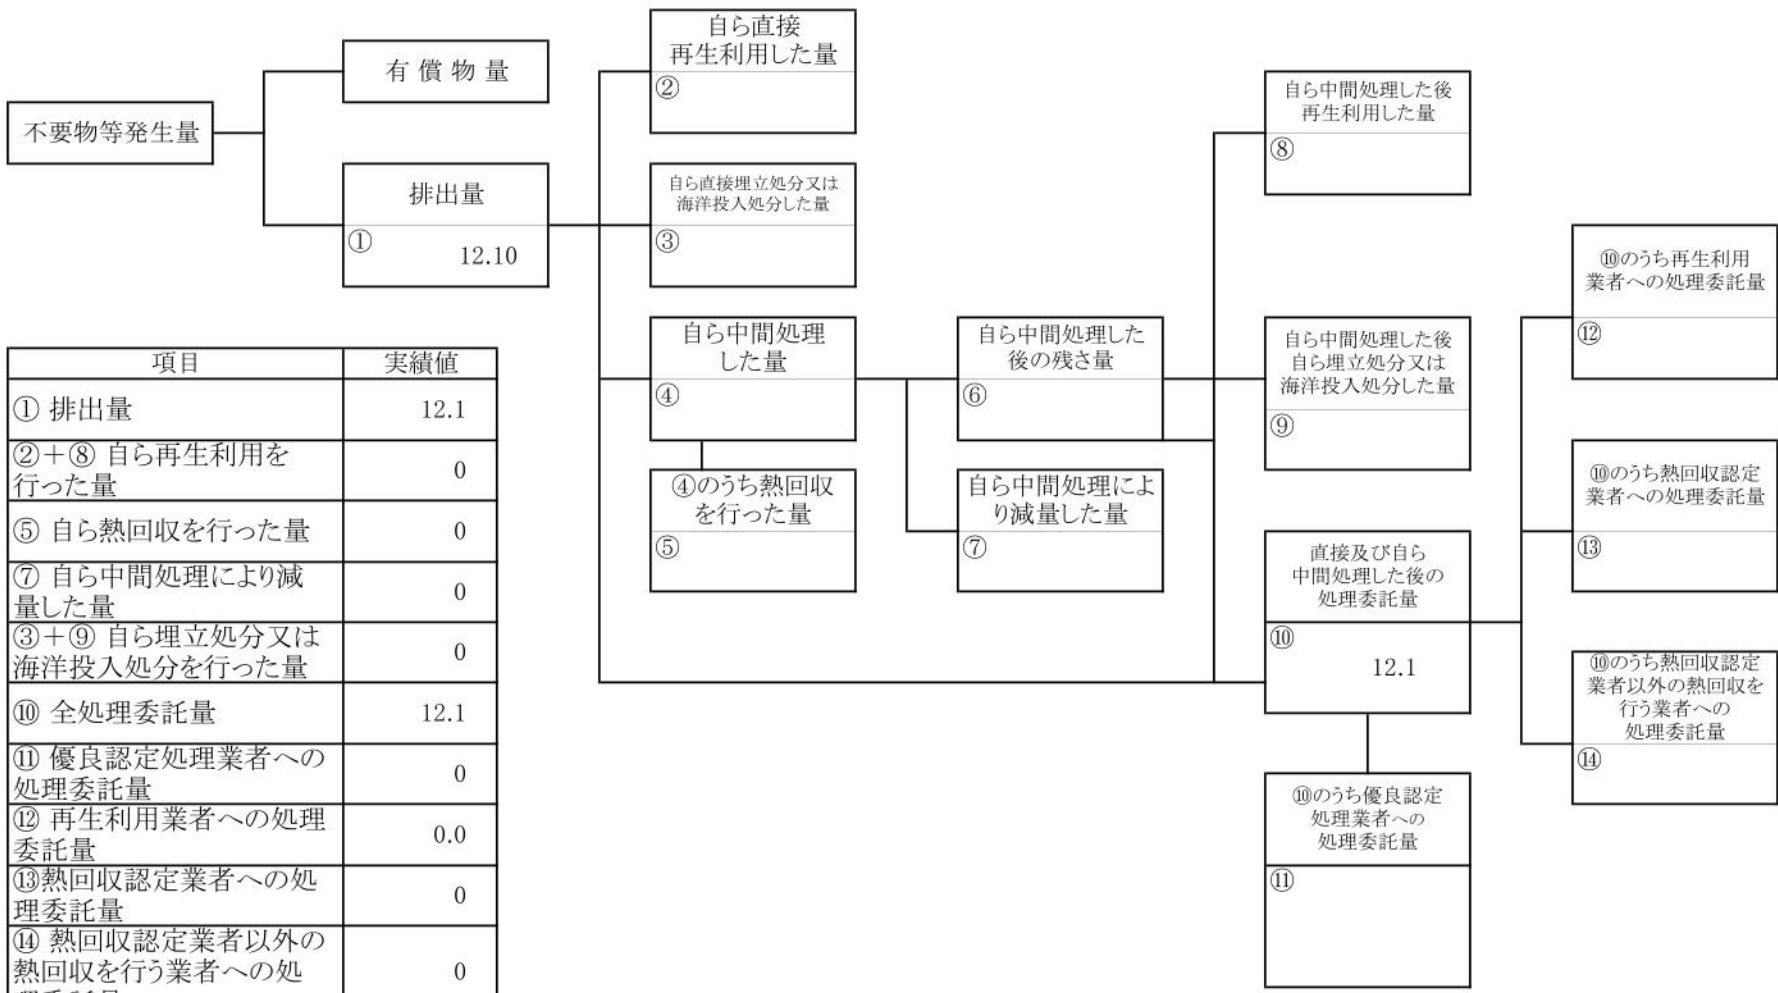 不要物等発生量
有償物量
排出量
①
12.10
自ら直接
再生利用した量
②
自ら直接埋立処分又は
海洋投入処分した量
③
自ら中間処理
した量
④
④のうち熱回収
を行った量
⑤
自ら中間処理した
後の残さ量
⑥
自ら中間処理によ
り減量した量
⑦
自ら中間処理した後
再生利用した量
⑧
自ら中間処理した後
自ら埋立処分又は
海洋投入処分した量
⑨
直接及び自ら
中間処理した後の
処理委託量
⑩
12.1
⑩のうち優良認定
処理業者への
処理委託量
⑪
⑩のうち再生利用
業者への処理委託量
⑫
⑩のうち熱回収認定
業者への処理委託量
⑬
⑩のうち熱回収認定
業者以外の熱回収を
行う業者への
処理委託量
⑭
項目 実績値
① 排出量 12.1
②＋⑧ 自ら再生利用を
行った量 0
⑤ 自ら熱回収を行った量 0
⑦ 自ら中間処理により減
量した量 0
③＋⑨ 自ら埋立処分又は
海洋投入処分を行った量 0
⑩ 全処理委託量 12.1
⑪ 優良認定処理業者への
処理委託量 0
⑫ 再生利用業者への処理
委託量 0.0
⑬熱回収認定業者への処
理委託量 0
⑭ 熱回収認定業者以外の
熱回収を行う業者への処 0